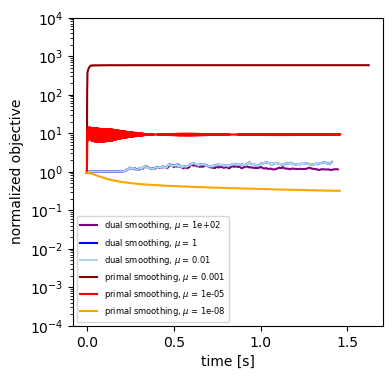 10⁴
10³
10²
10¹
10⁰
10⁻¹
10⁻²
10⁻³
10⁻⁴
normalized objective
dual smoothing, μ = 1e+02
dual smoothing, μ = 1
dual smoothing, μ = 0.01
primal smoothing, μ = 0.001
primal smoothing, μ = 1e-05
primal smoothing, μ = 1e-08
0.0 0.5 1.0 1.5
time [s]